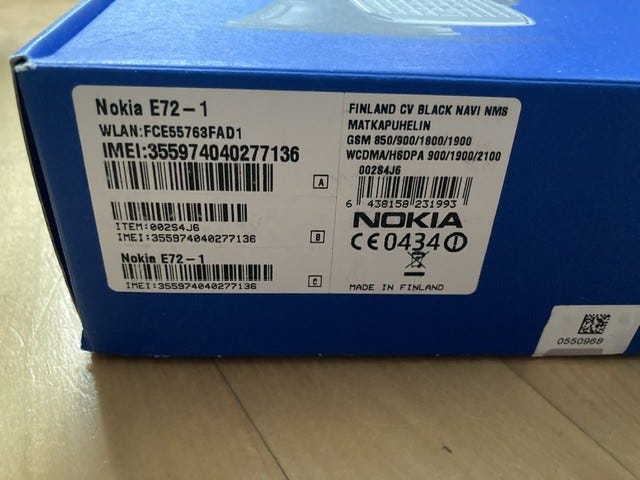 Nokia E72-1
WLAN:FCE55763FAD1
IMEI:355974040277136
A
ITEM:002S4J6
IMEI:355974040277136
B
Nokia E72-1
IMEI:355974040277136
C
FINLAND CV BLACK NAVI NMS
MATKAPUHELIN
GSM 850/900/1800/1900
WCDMA/HSDPA 900/1900/2100
002S4J6
6 438158 231993
NOKIA
CE0434
MADE IN FINLAND
0550968